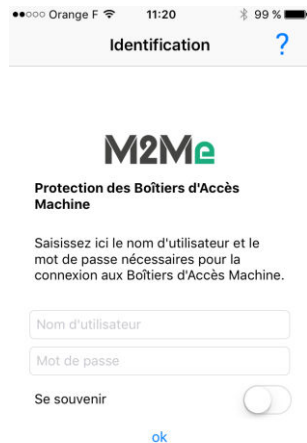 Orange F 11:20 99 %
Identification ?
M2Me
Protection des Boîtiers d'Accès
Machine
Saisissez ici le nom d'utilisateur et le
mot de passe nécessaires pour la
connexion aux Boîtiers d'Accès Machine.
Nom d'utilisateur
Mot de passe
Se souvenir
ok